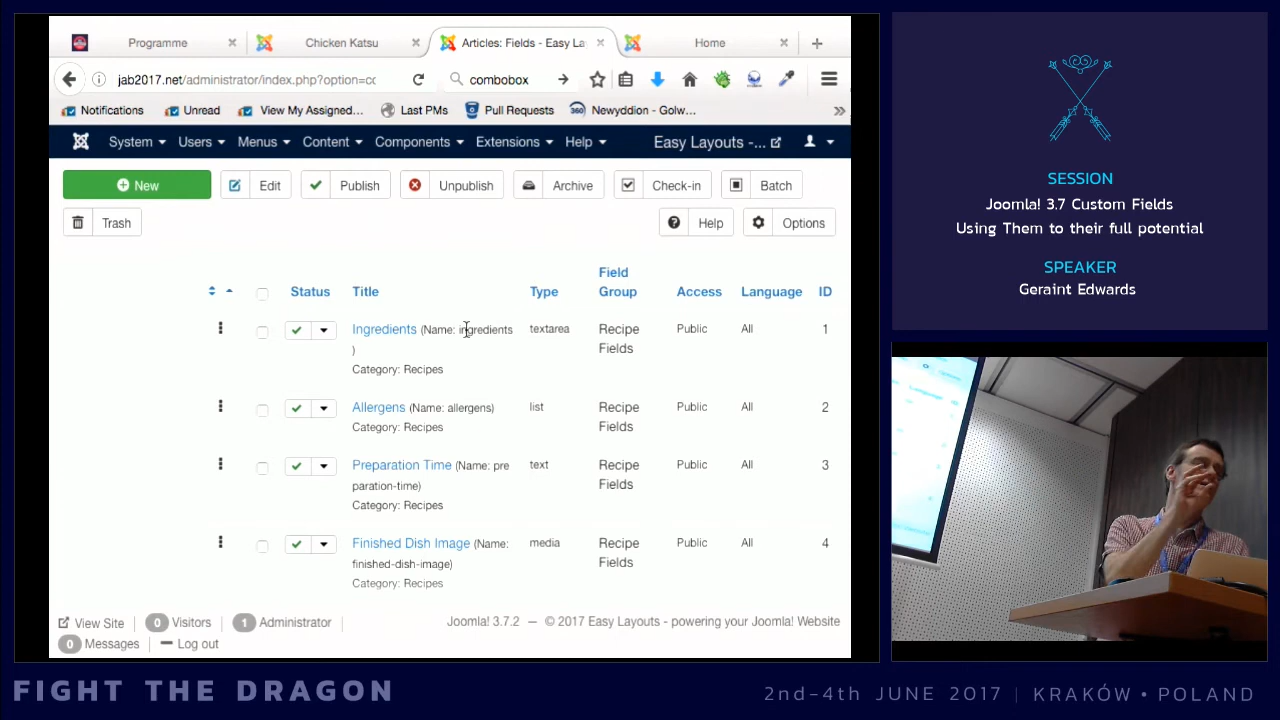 Programme
Chicken Katsu
Articles: Fields - Easy La
Home
jab2017.net/administrator/index.php?option=cc
combobox
Notifications
Unread
View My Assigned...
Last PMs
Pull Requests
360 Newyddion - Golw...
System
Users
Menus
Content
Components
Extensions
Help
Easy Layouts -...
New
Edit
Publish
Unpublish
Archive
Check-in
Batch
Trash
Help
Options
Status
Title
Type
Field
Group
Access
Language
ID
Ingredients (Name: ingredients
)
Category: Recipes
textarea
Recipe
Fields
Public
All
1
Allergens (Name: allergens)
Category: Recipes
list
Recipe
Fields
Public
All
2
Preparation Time (Name: pre
paration-time)
Category: Recipes
text
Recipe
Fields
Public
All
3
Finished Dish Image (Name:
finished-dish-image)
Category: Recipes
media
Recipe
Fields
Public
All
4
View Site
0 Visitors
1 Administrator
0 Messages
Log out
Joomla! 3.7.2 — © 2017 Easy Layouts - powering your Joomla! Website
SESSION
Joomla! 3.7 Custom Fields
Using Them to their full potential
SPEAKER
Geraint Edwards
FIGHT THE DRAGON
2nd-4th JUNE 2017 | KRAKÓW • POLAND